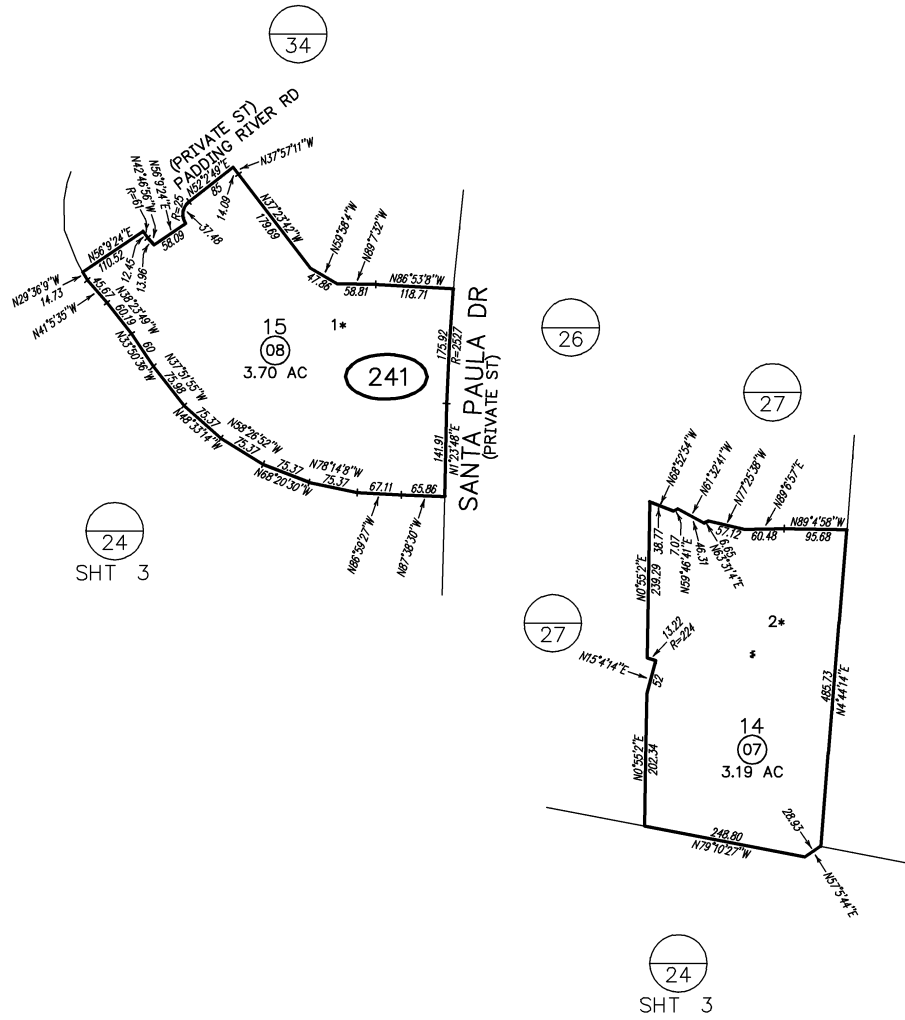 34
(PRIVATE ST)
PADDING RIVER RD
N37°57'11"W
N52°2'49"E
85
14.09
R=25
37.48
N56°9'24"E
58.09
N42°46'56"W
R=61
13.96
12.45
N56°9'24"E
110.52
N29°36'9"W
14.73
N41°5'35"W
45.67
N38°23'49"W
60.19
N33°50'36"W
60
N37°51'55"W
75.98
N48°33'14"W
75.37
N58°26'52"W
75.37
N68°20'30"W
75.37
N78°14'8"W
75.37
N86°59'27"W
67.11
N87°38'30"W
65.86
N37°23'42"W
179.69
N59°58'4"W
47.86
N89°7'32"W
58.81
N86°53'8"W
118.71
175.92
R=2527
141.91
N1°23'48"E
SANTA PAULA DR
(PRIVATE ST)
1*
15
08
3.70 AC
241
26
27
24
SHT 3
27
N68°52'54"W
38.77
N61°32'41"W
46.31
N77°25'38"W
57.12
N89°6'57"E
60.48
N89°4'58"W
95.68
7.07
N59°46'41"E
6.65
N63°31'4"E
N0°55'2"E
239.29
13.22
R=224
N15°4'14"E
52
N0°55'2"E
202.34
2*
s
485.73
N4°44'14"E
14
07
3.19 AC
248.80
N79°10'27"W
28.93
N57°5'44"E
24
SHT 3